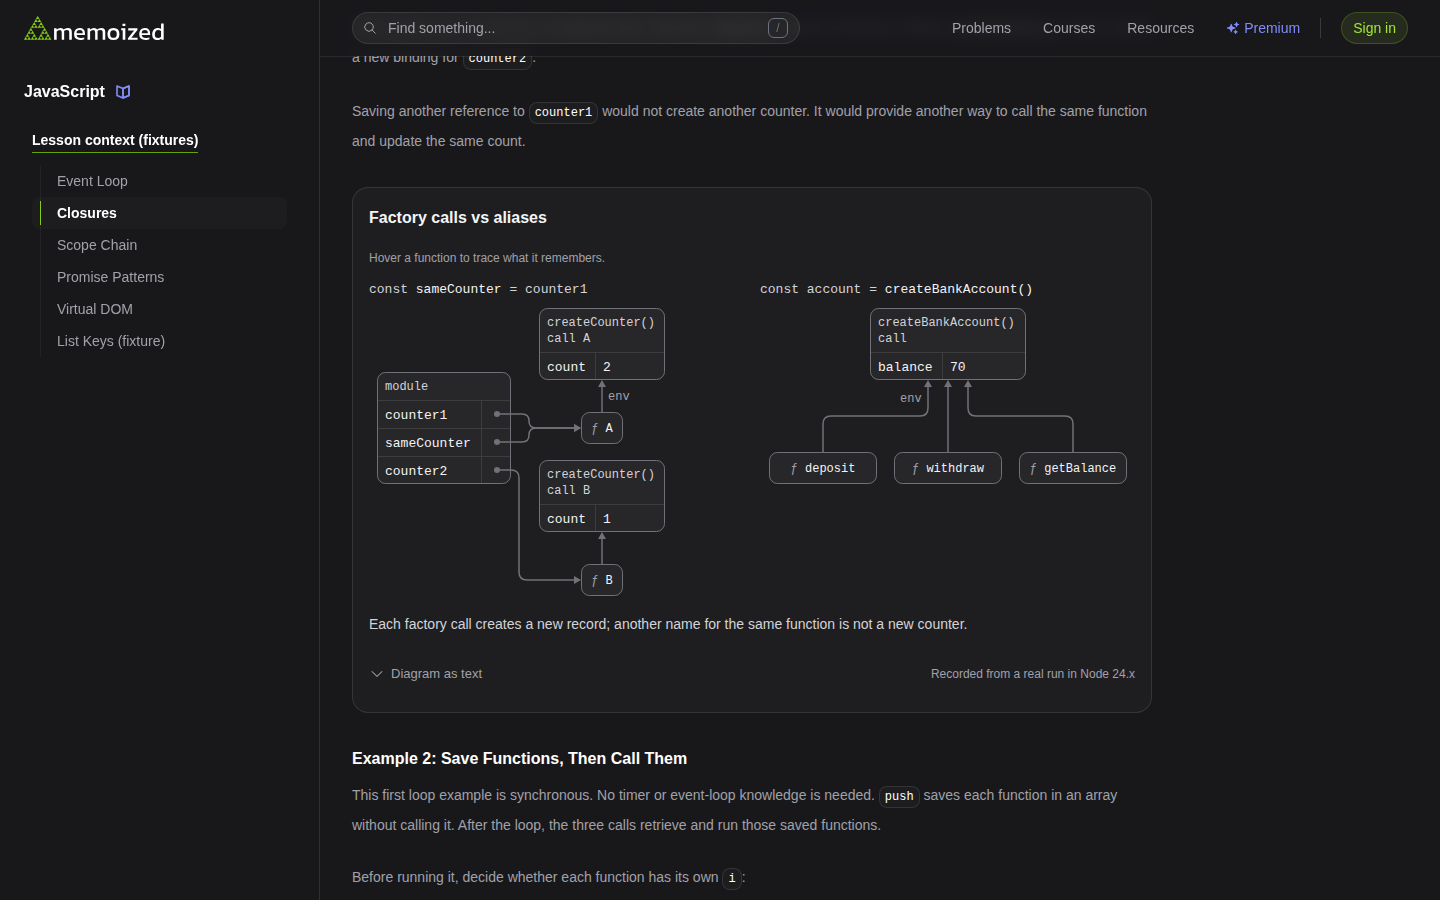 memoized
Find something...
/
Problems
Courses
Resources
Premium
Sign in
JavaScript
Lesson context (fixtures)
Event Loop
Closures
Scope Chain
Promise Patterns
Virtual DOM
List Keys (fixture)
a new binding for counter2.
Saving another reference to counter1 would not create another counter. It would provide another way to call the same function
and update the same count.
Factory calls vs aliases
Hover a function to trace what it remembers.
const sameCounter = counter1
createCounter()
call A
count 2
env
module
counter1
sameCounter
counter2
ƒ A
createCounter()
call B
count 1
ƒ B
const account = createBankAccount()
createBankAccount()
call
balance 70
env
ƒ deposit
ƒ withdraw
ƒ getBalance
Each factory call creates a new record; another name for the same function is not a new counter.
Diagram as text
Recorded from a real run in Node 24.x
Example 2: Save Functions, Then Call Them
This first loop example is synchronous. No timer or event-loop knowledge is needed. push saves each function in an array
without calling it. After the loop, the three calls retrieve and run those saved functions.
Before running it, decide whether each function has its own i: